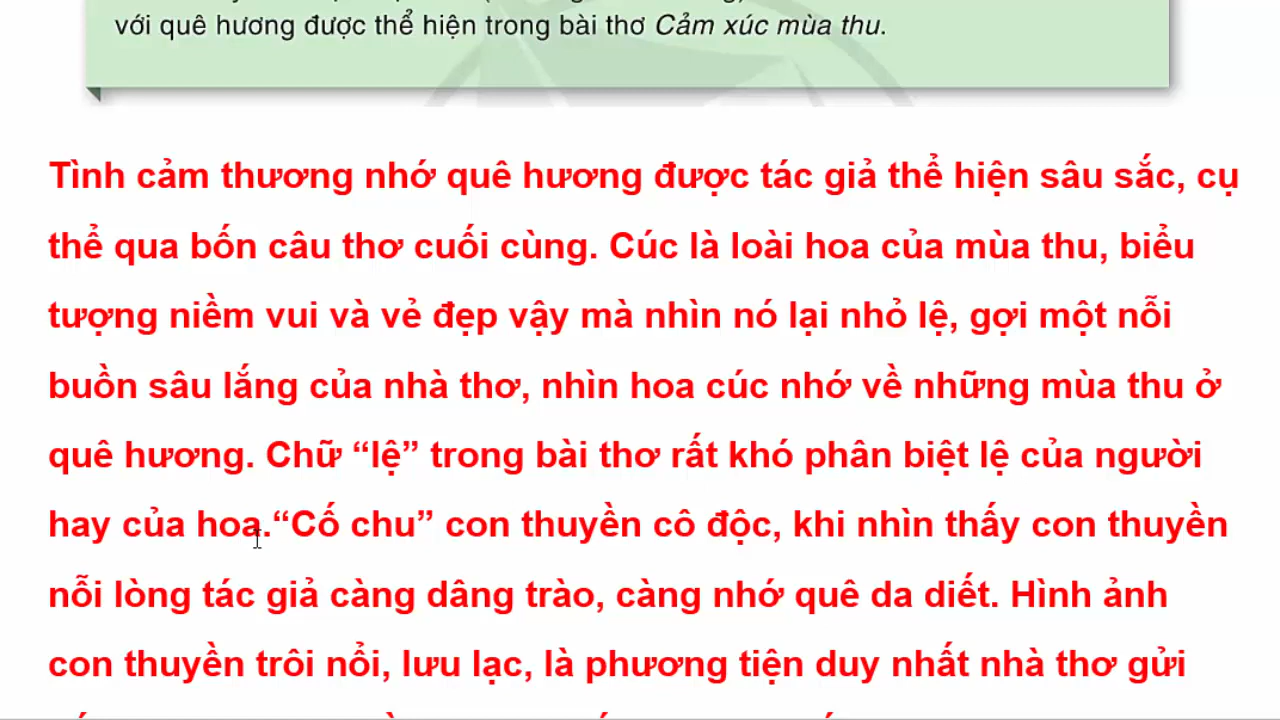 với quê hương được thể hiện trong bài thơ Cảm xúc mùa thu.
Tình cảm thương nhớ quê hương được tác giả thể hiện sâu sắc, cụ
thể qua bốn câu thơ cuối cùng. Cúc là loài hoa của mùa thu, biểu
tượng niềm vui và vẻ đẹp vậy mà nhìn nó lại nhỏ lệ, gợi một nỗi
buồn sâu lắng của nhà thơ, nhìn hoa cúc nhớ về những mùa thu ở
quê hương. Chữ “lệ” trong bài thơ rất khó phân biệt lệ của người
hay của hoa.“Cố chu” con thuyền cô độc, khi nhìn thấy con thuyền
nỗi lòng tác giả càng dâng trào, càng nhớ quê da diết. Hình ảnh
con thuyền trôi nổi, lưu lạc, là phương tiện duy nhất nhà thơ gửi